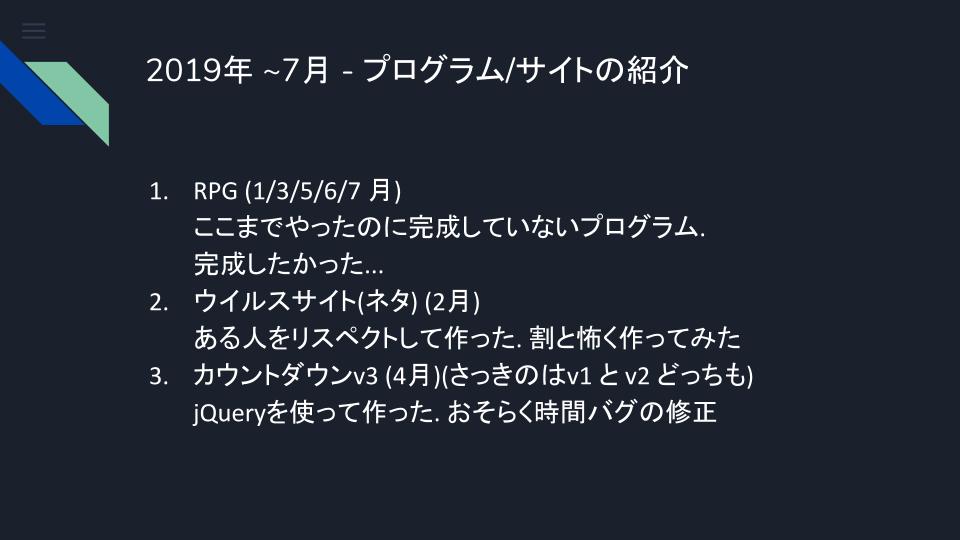 2019年 ~7月 - プログラム/サイトの紹介
1. RPG (1/3/5/6/7 月)
ここまでやったのに完成していないプログラム.
完成したかった...
2. ウイルスサイト(ネタ) (2月)
ある人をリスペクトして作った. 割と怖く作ってみた
3. カウントダウンv3 (4月)(さっきのはv1 と v2 どっちも)
jQueryを使って作った. おそらく時間バグの修正